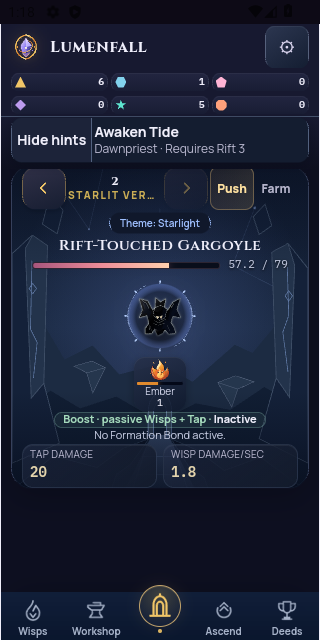 LUMENFALL
6 1 0
0 5 0
Hide hints
Awaken Tide
Dawnpriest · Requires Rift 3
2
STARLIT VER…
Push
Farm
Theme: Starlight
RIFT-TOUCHED GARGOYLE
57.2 / 79
Ember
1
Boost · passive Wisps + Tap · Inactive
No Formation Bond active.
TAP DAMAGE
20
WISP DAMAGE/SEC
1.8
Wisps
Workshop
Ascend
Deeds